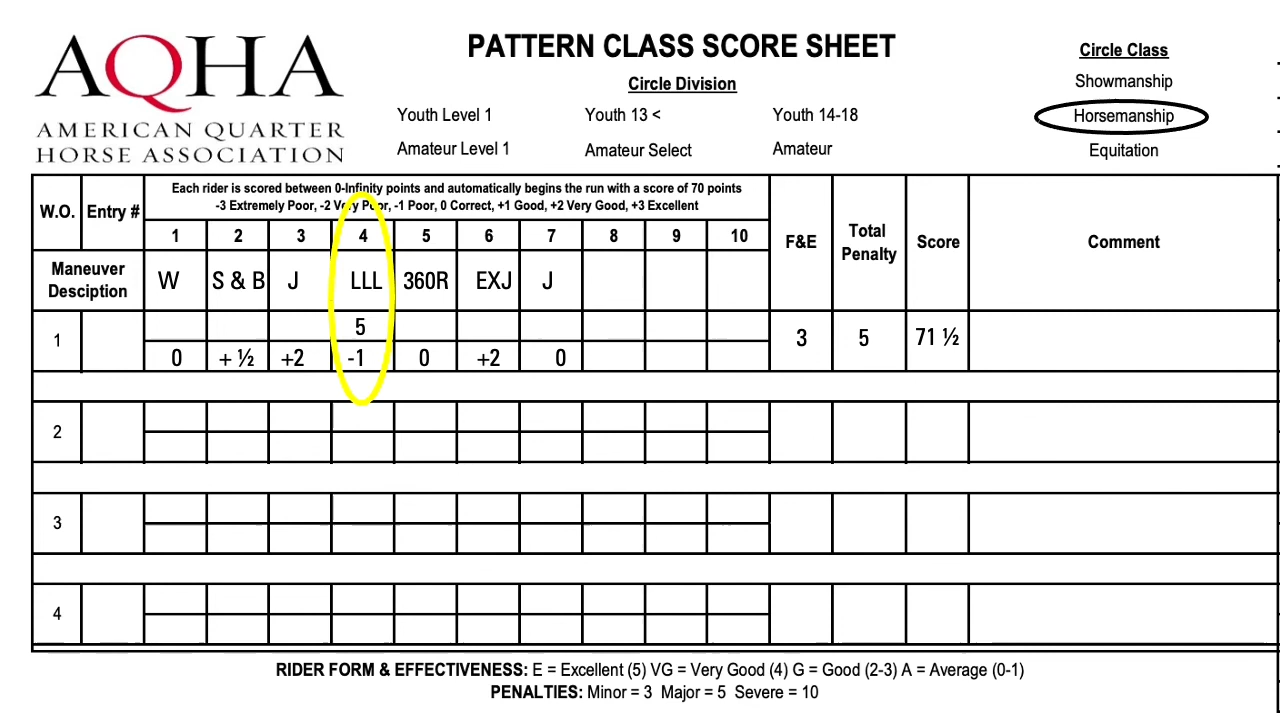 AQHA
AMERICAN QUARTER
HORSE ASSOCIATION
PATTERN CLASS SCORE SHEET
Circle Division
Youth Level 1 Youth 13 < Youth 14-18
Amateur Level 1 Amateur Select Amateur
Circle Class
Showmanship
Horsemanship
Equitation
W.O. Entry #
Each rider is scored between 0-Infinity points and automatically begins the run with a score of 70 points
-3 Extremely Poor, -2 Very Poor, -1 Poor, 0 Correct, +1 Good, +2 Very Good, +3 Excellent
1 2 3 4 5 6 7 8 9 10
F&E Total Penalty Score Comment
Maneuver
Desciption
W S & B J LLL 360R EXJ J
1
5
0 + ½ +2 -1 0 +2 0
3 5 71 ½
2
3
4
RIDER FORM & EFFECTIVENESS: E = Excellent (5) VG = Very Good (4) G = Good (2-3) A = Average (0-1)
PENALTIES: Minor = 3 Major = 5 Severe = 10